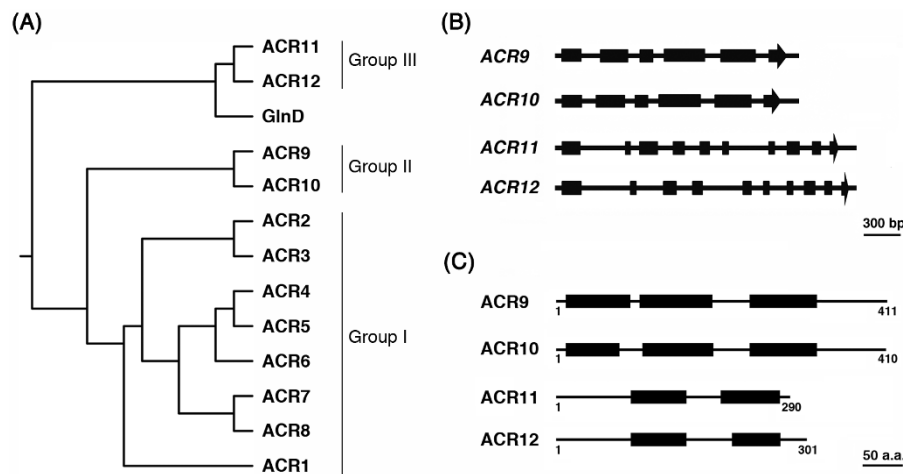 (A)
ACR11
ACR12
GlnD
ACR9
ACR10
ACR2
ACR3
ACR4
ACR5
ACR6
ACR7
ACR8
ACR1
Group III
Group II
Group I
(B)
ACR9
ACR10
ACR11
ACR12
300 bp
(C)
ACR9
1
411
ACR10
1
410
ACR11
1
290
ACR12
1
301
50 a.a.